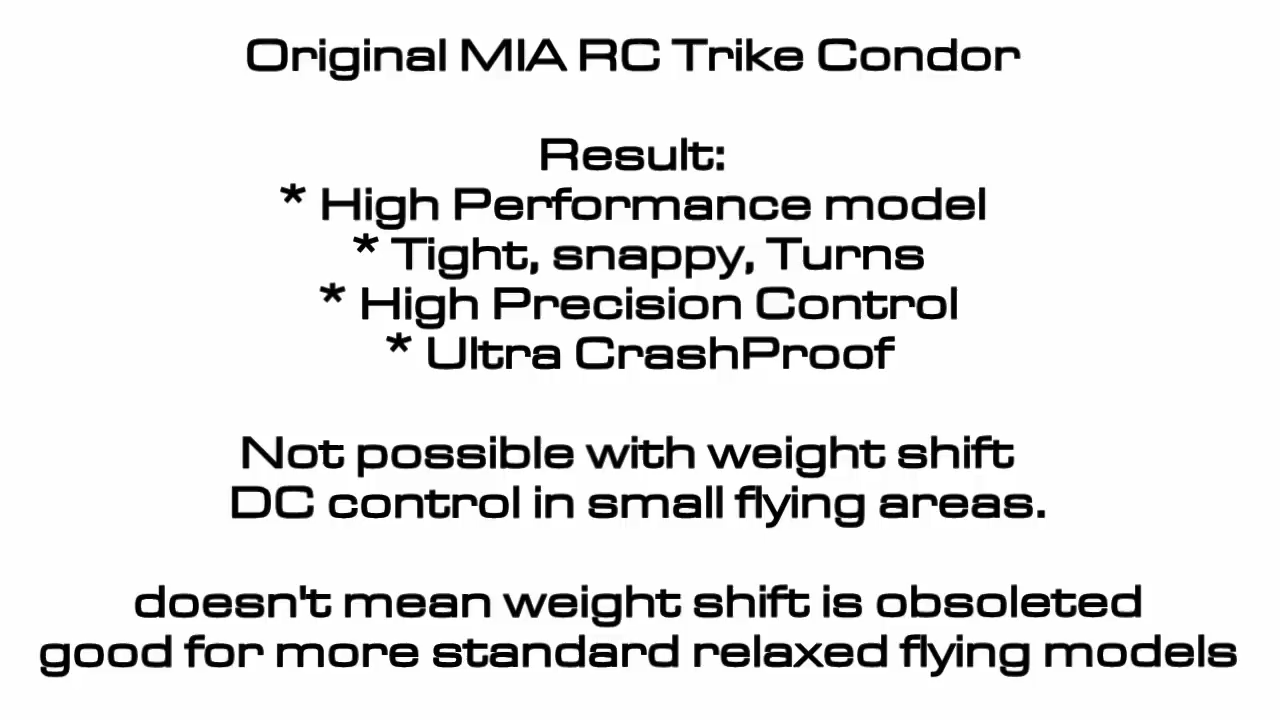 Original MIA RC Trike Condor
Result:
* High Performance model
* Tight, snappy, Turns
* High Precision Control
* Ultra CrashProof
Not possible with weight shift
DC control in small flying areas.
doesn't mean weight shift is obsoleted
good for more standard relaxed flying models